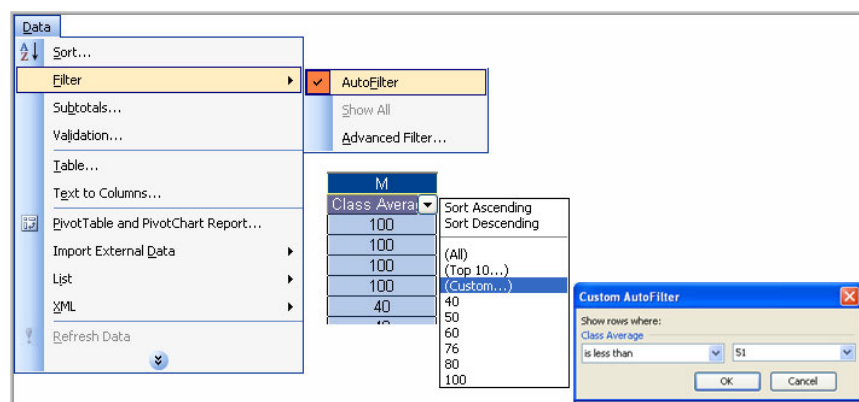 Data
Sort...
Filter
AutoFilter
Subtotals...
Show All
Validation...
Advanced Filter...
Table...
Text to Columns...
PivotTable and PivotChart Report...
Import External Data
List
XML
Refresh Data
M
Class Avera
100
100
100
100
40
Sort Ascending
Sort Descending
(All)
(Top 10...)
(Custom...)
40
50
60
76
80
100
Custom AutoFilter
Show rows where:
Class Average
is less than 51
OK Cancel